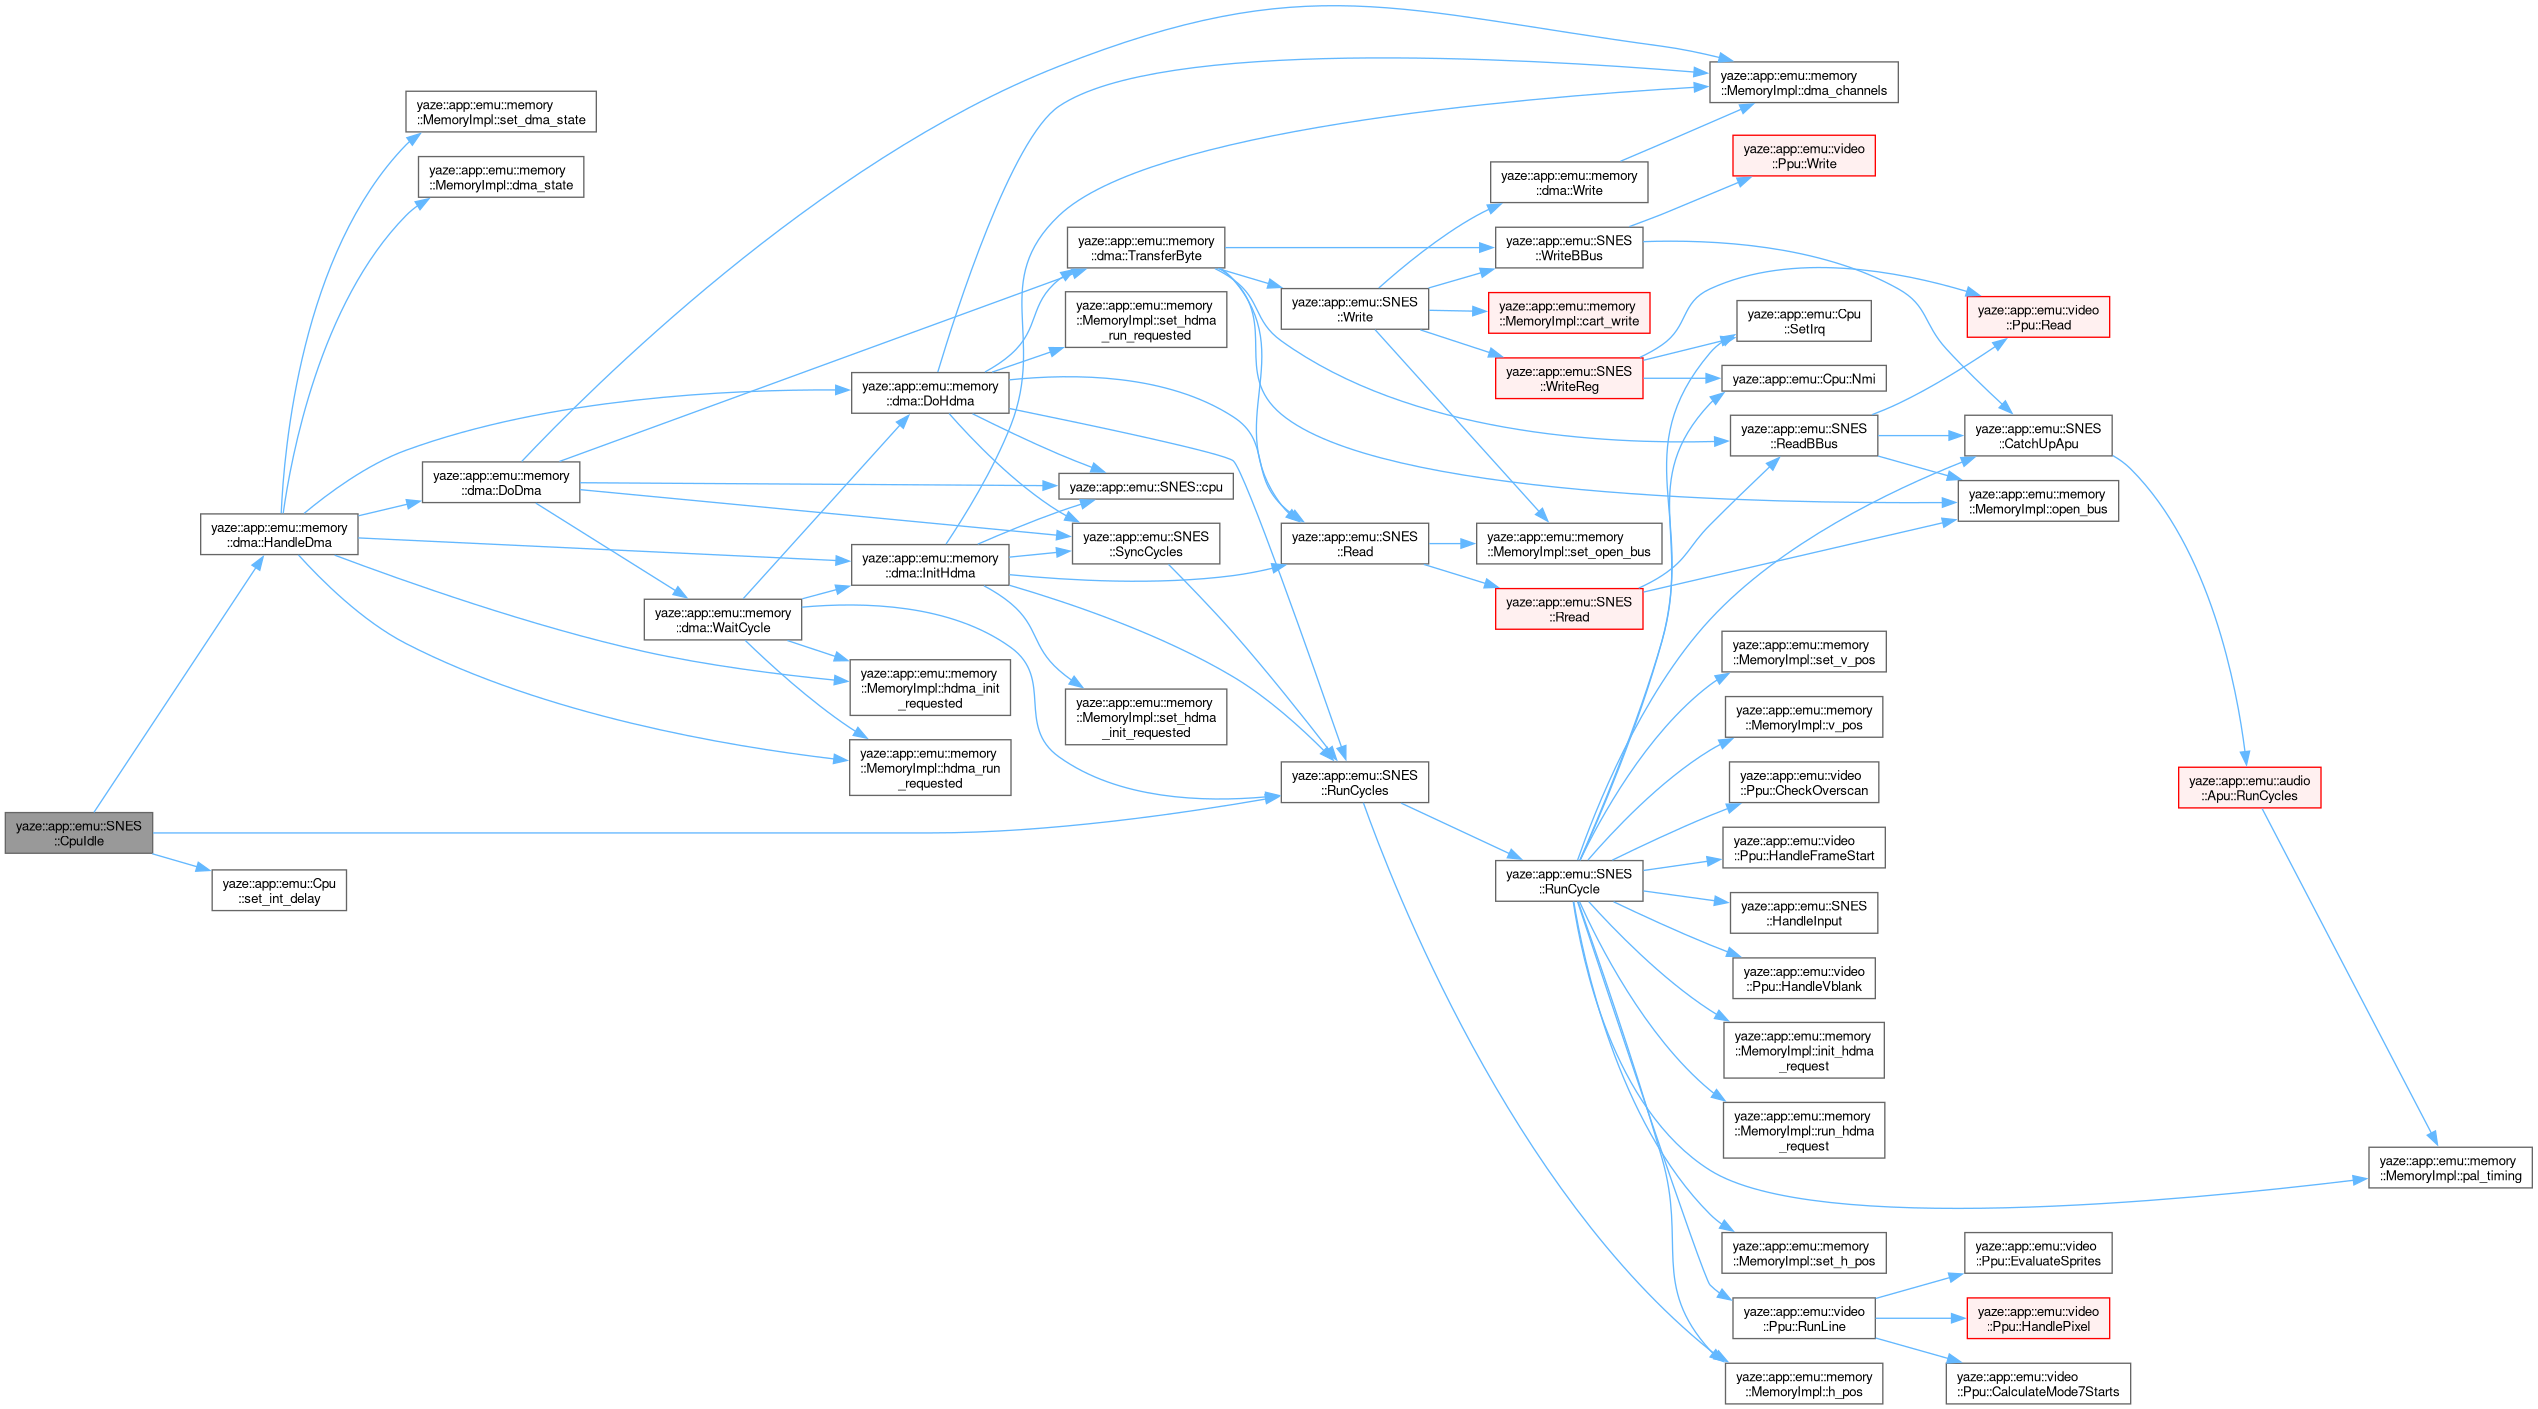 yaze::app::emu::SNES
::CpuIdle
yaze::app::emu::memory
::dma::HandleDma
yaze::app::emu::Cpu
::set_int_delay
yaze::app::emu::memory
::MemoryImpl::set_dma_state
yaze::app::emu::memory
::MemoryImpl::dma_state
yaze::app::emu::memory
::dma::DoDma
yaze::app::emu::memory
::dma::WaitCycle
yaze::app::emu::memory
::dma::DoHdma
yaze::app::emu::memory
::dma::InitHdma
yaze::app::emu::memory
::MemoryImpl::hdma_init
_requested
yaze::app::emu::memory
::MemoryImpl::hdma_run
_requested
yaze::app::emu::memory
::dma::TransferByte
yaze::app::emu::memory
::MemoryImpl::set_hdma
_run_requested
yaze::app::emu::SNES::cpu
yaze::app::emu::SNES
::SyncCycles
yaze::app::emu::memory
::MemoryImpl::set_hdma
_init_requested
yaze::app::emu::SNES
::Write
yaze::app::emu::SNES
::Read
yaze::app::emu::SNES
::RunCycles
yaze::app::emu::memory
::dma::Write
yaze::app::emu::SNES
::WriteBBus
yaze::app::emu::memory
::MemoryImpl::cart_write
yaze::app::emu::SNES
::WriteReg
yaze::app::emu::memory
::MemoryImpl::set_open_bus
yaze::app::emu::SNES
::Rread
yaze::app::emu::SNES
::RunCycle
yaze::app::emu::memory
::MemoryImpl::dma_channels
yaze::app::emu::video
::Ppu::Write
yaze::app::emu::Cpu
::SetIrq
yaze::app::emu::Cpu::Nmi
yaze::app::emu::SNES
::ReadBBus
yaze::app::emu::memory
::MemoryImpl::set_v_pos
yaze::app::emu::memory
::MemoryImpl::v_pos
yaze::app::emu::video
::Ppu::CheckOverscan
yaze::app::emu::video
::Ppu::HandleFrameStart
yaze::app::emu::SNES
::HandleInput
yaze::app::emu::video
::Ppu::HandleVblank
yaze::app::emu::memory
::MemoryImpl::init_hdma
_request
yaze::app::emu::memory
::MemoryImpl::run_hdma
_request
yaze::app::emu::memory
::MemoryImpl::set_h_pos
yaze::app::emu::video
::Ppu::RunLine
yaze::app::emu::memory
::MemoryImpl::h_pos
yaze::app::emu::video
::Ppu::Read
yaze::app::emu::SNES
::CatchUpApu
yaze::app::emu::memory
::MemoryImpl::open_bus
yaze::app::emu::video
::Ppu::EvaluateSprites
yaze::app::emu::video
::Ppu::HandlePixel
yaze::app::emu::video
::Ppu::CalculateMode7Starts
yaze::app::emu::audio
::Apu::RunCycles
yaze::app::emu::memory
::MemoryImpl::pal_timing